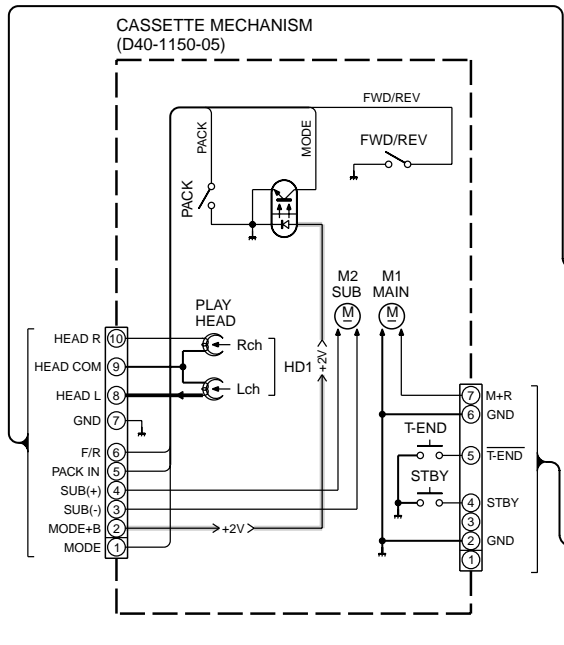 CASSETTE MECHANISM
(D40-1150-05)
FWD/REV
PACK
MODE
FWD/REV
PACK
M2
SUB
M
M1
MAIN
M
PLAY
HEAD
Rch
Lch
HD1
+2V
HEAD R 10
HEAD COM 9
HEAD L 8
GND 7
F/R 6
PACK IN 5
SUB(+) 4
SUB(-) 3
MODE+B 2
MODE 1
+2V
7 M+R
6 GND
T-END
5 T-END
STBY
4 STBY
3
2 GND
1